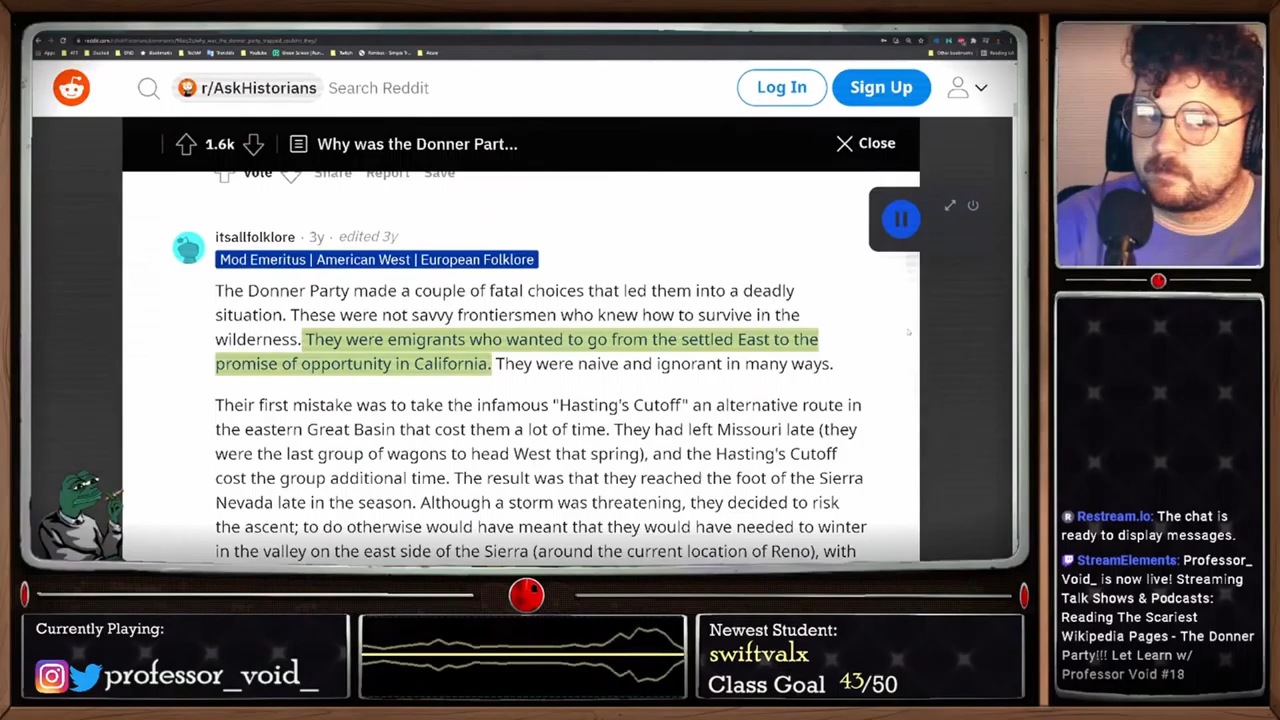 r/AskHistorians
Search Reddit
Log In
Sign Up
1.6k
Why was the Donner Part...
Close
Vote Share Report Save
itsallfolklore · 3y · edited 3y
Mod Emeritus | American West | European Folklore
The Donner Party made a couple of fatal choices that led them into a deadly
situation. These were not savvy frontiersmen who knew how to survive in the
wilderness. They were emigrants who wanted to go from the settled East to the
promise of opportunity in California. They were naive and ignorant in many ways.
Their first mistake was to take the infamous "Hasting's Cutoff" an alternative route in
the eastern Great Basin that cost them a lot of time. They had left Missouri late (they
were the last group of wagons to head West that spring), and the Hasting's Cutoff
cost the group additional time. The result was that they reached the foot of the Sierra
Nevada late in the season. Although a storm was threatening, they decided to risk
the ascent; to do otherwise would have meant that they would have needed to winter
in the valley on the east side of the Sierra (around the current location of Reno), with
Restream.io: The chat is
ready to display messages.
StreamElements: Professor_
Void_ is now live! Streaming
Talk Shows & Podcasts:
Reading The Scariest
Wikipedia Pages - The Donner
Party!!! Let Learn w/
Professor Void #18
Currently Playing:
professor_void_
Newest Student:
swiftvalx
Class Goal 43/50